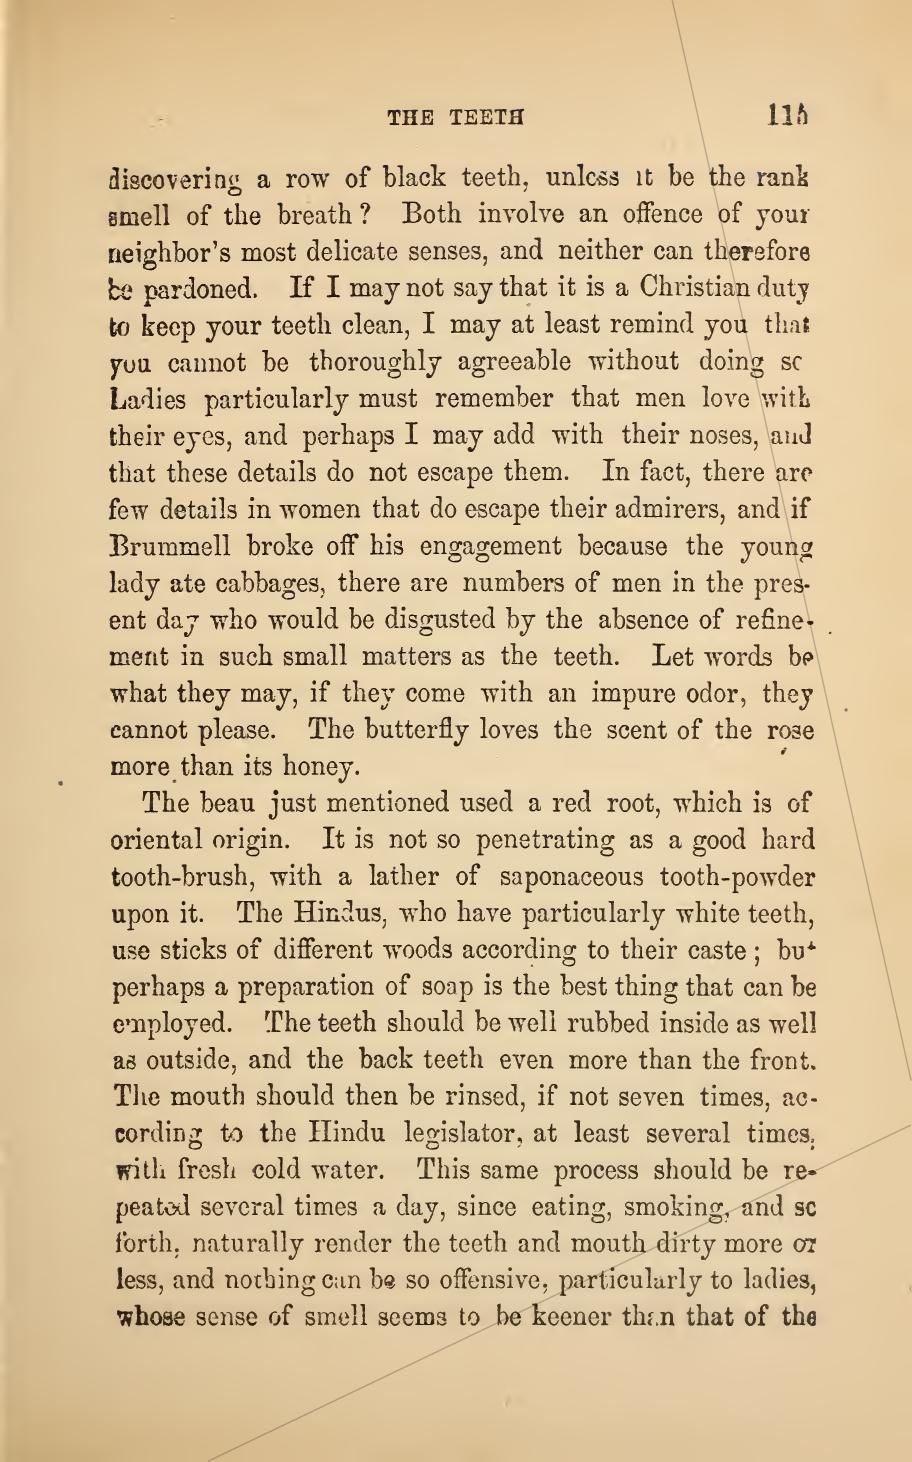 THE TEETH 115
discovering a row of black teeth, unless it be the rank
smell of the breath? Both involve an offence of your
neighbor's most delicate senses, and neither can therefore
be pardoned. If I may not say that it is a Christian duty
to keep your teeth clean, I may at least remind you that
you cannot be thoroughly agreeable without doing so
Ladies particularly must remember that men love with
their eyes, and perhaps I may add with their noses, and
that these details do not escape them. In fact, there are
few details in women that do escape their admirers, and if
Brummell broke off his engagement because the young
lady ate cabbages, there are numbers of men in the pres-
ent day who would be disgusted by the absence of refine-
ment in such small matters as the teeth. Let words be
what they may, if they come with an impure odor, they
cannot please. The butterfly loves the scent of the rose
more than its honey.
The beau just mentioned used a red root, which is of
oriental origin. It is not so penetrating as a good hard
tooth-brush, with a lather of saponaceous tooth-powder
upon it. The Hindus, who have particularly white teeth,
use sticks of different woods according to their caste; but
perhaps a preparation of soap is the best thing that can be
employed. The teeth should be well rubbed inside as well
as outside, and the back teeth even more than the front.
The mouth should then be rinsed, if not seven times, ac-
cording to the Hindu legislator, at least several times,
with fresh cold water. This same process should be re-
peated several times a day, since eating, smoking, and so
forth, naturally render the teeth and mouth dirty more or
less, and nothing can be so offensive, particularly to ladies,
whose sense of smell seems to be keener than that of the